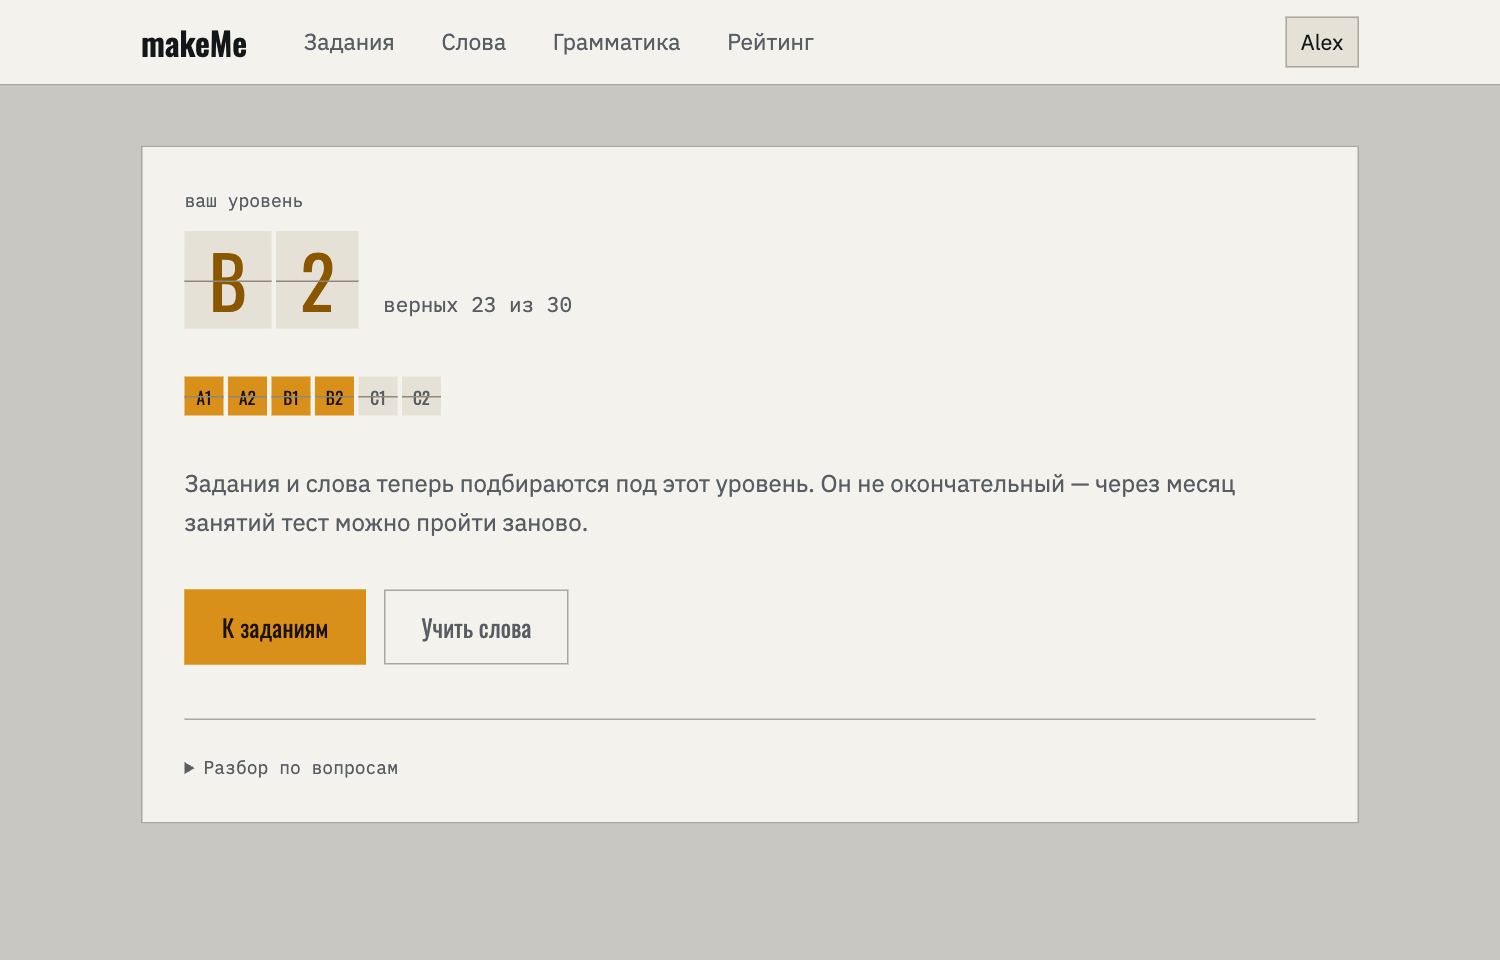 makeMe Задания Слова Грамматика Рейтинг Alex
ваш уровень
B 2 верных 23 из 30
A1 A2 B1 B2 C1 C2
Задания и слова теперь подбираются под этот уровень. Он не окончательный — через месяц
занятий тест можно пройти заново.
К заданиям Учить слова
▶ Разбор по вопросам